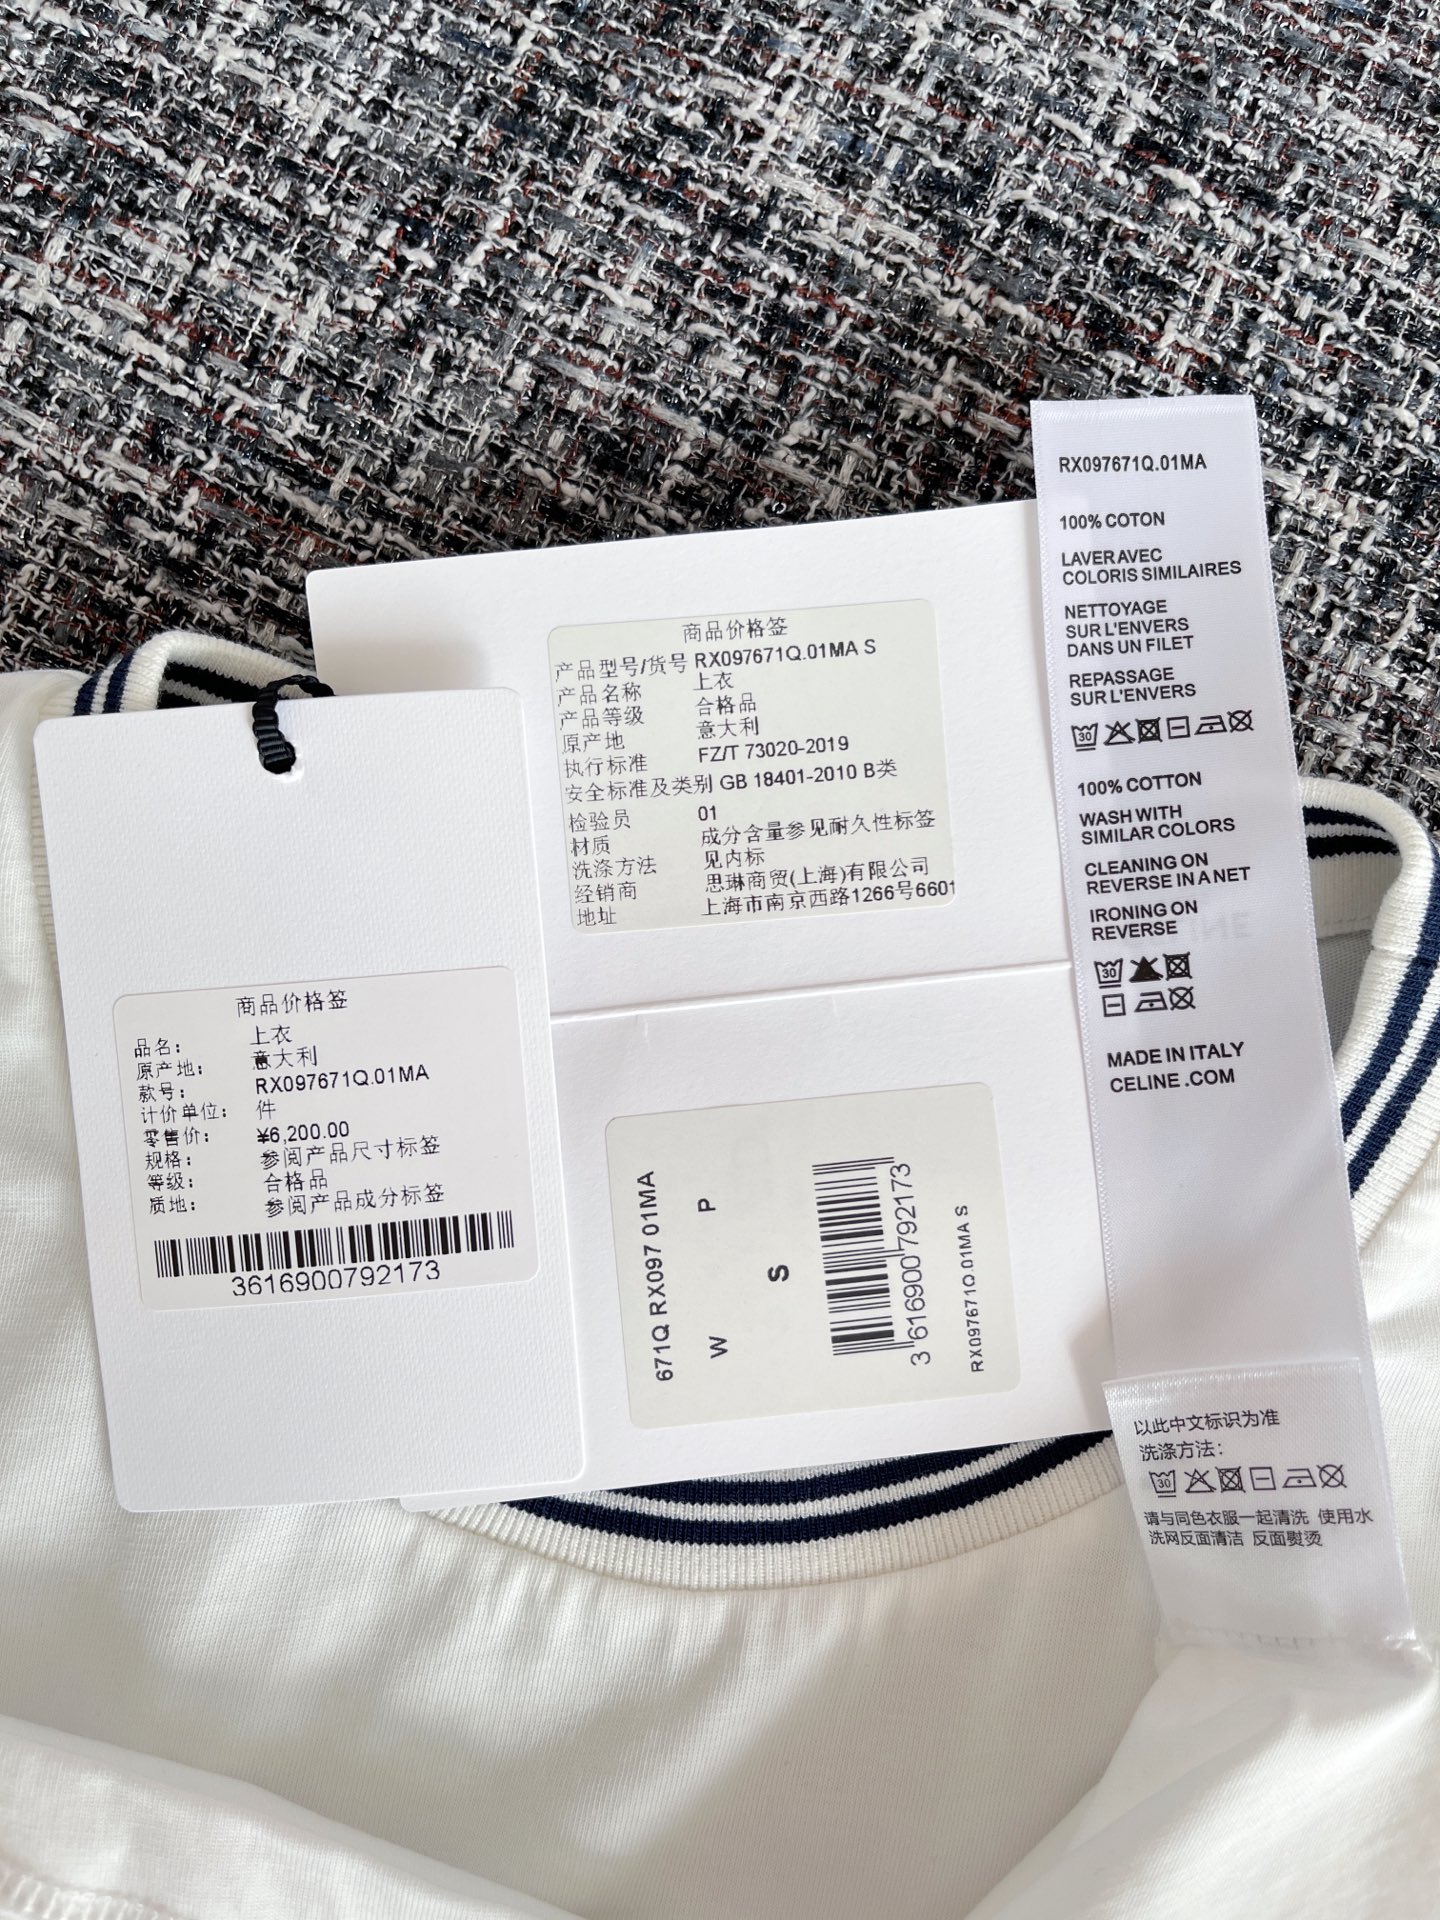 商品价格签
产品型号/货号 RX097671Q.01MA S
产品名称 上衣
产品等级 合格品
原产地 意大利
执行标准 FZ/T 73020-2019
安全标准及类别 GB 18401-2010 B类
检验员 01
材质 成分含量参见耐久性标签
洗涤方法 见内标
经销商 思琳商贸(上海)有限公司
地址 上海市南京西路1266号6601
商品价格签
品名: 上衣
原产地: 意大利
款号: RX097671Q.01MA
计价单位: 件
零售价: ¥6,200.00
规格: 参阅产品尺寸标签
等级: 合格品
质地: 参阅产品成分标签
3616900792173
671Q RX097 01MA
W P
S
3 616900 792173
RX097671Q.01MA S
RX097671Q.01MA
100% COTON
LAVER AVEC
COLORIS SIMILAIRES
NETTOYAGE
SUR L'ENVERS
DANS UN FILET
REPASSAGE
SUR L'ENVERS
30
100% COTTON
WASH WITH
SIMILAR COLORS
CLEANING ON
REVERSE IN A NET
IRONING ON
REVERSE
30
MADE IN ITALY
CELINE .COM
以此中文标识为准
洗涤方法:
30
请与同色衣服一起清洗 使用水
洗网反面清洁 反面熨烫